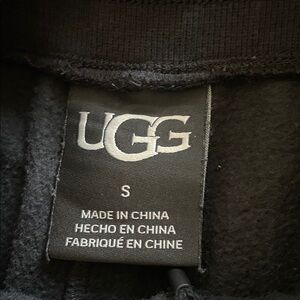 UGG
S
MADE IN CHINA
HECHO EN CHINA
FABRIQUÉ EN CHINE